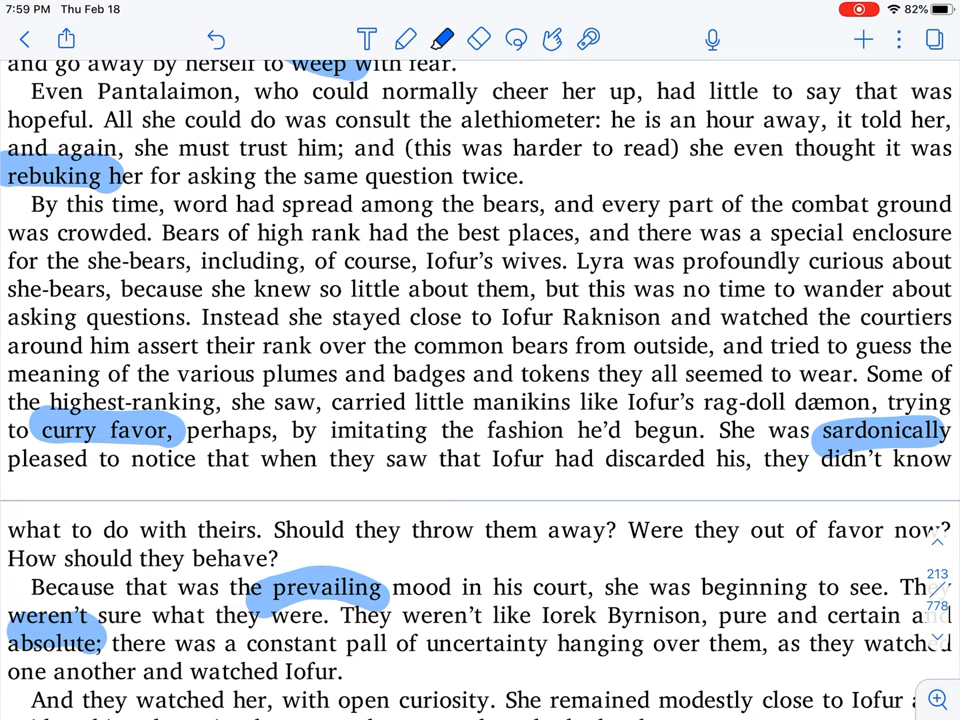 7:59 PM Thu Feb 18
82%
and go away by herself to weep with fear.
Even Pantalaimon, who could normally cheer her up, had little to say that was
hopeful. All she could do was consult the alethiometer: he is an hour away, it told her,
and again, she must trust him; and (this was harder to read) she even thought it was
rebuking her for asking the same question twice.
By this time, word had spread among the bears, and every part of the combat ground
was crowded. Bears of high rank had the best places, and there was a special enclosure
for the she-bears, including, of course, Iofur’s wives. Lyra was profoundly curious about
she-bears, because she knew so little about them, but this was no time to wander about
asking questions. Instead she stayed close to Iofur Raknison and watched the courtiers
around him assert their rank over the common bears from outside, and tried to guess the
meaning of the various plumes and badges and tokens they all seemed to wear. Some of
the highest-ranking, she saw, carried little manikins like Iofur’s rag-doll dæmon, trying
to curry favor, perhaps, by imitating the fashion he’d begun. She was sardonically
pleased to notice that when they saw that Iofur had discarded his, they didn’t know
what to do with theirs. Should they throw them away? Were they out of favor now?
How should they behave?
Because that was the prevailing mood in his court, she was beginning to see. They
weren’t sure what they were. They weren’t like Iorek Byrnison, pure and certain and
absolute; there was a constant pall of uncertainty hanging over them, as they watched
one another and watched Iofur.
And they watched her, with open curiosity. She remained modestly close to Iofur
213
778